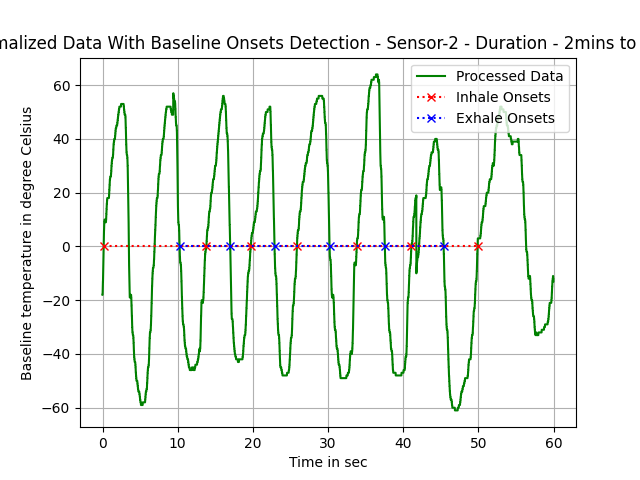 malized Data With Baseline Onsets Detection - Sensor-2 - Duration - 2mins to
Processed Data
Inhale Onsets
Exhale Onsets
Baseline temperature in degree Celsius
60
40
20
0
−20
−40
−60
0 10 20 30 40 50 60
Time in sec